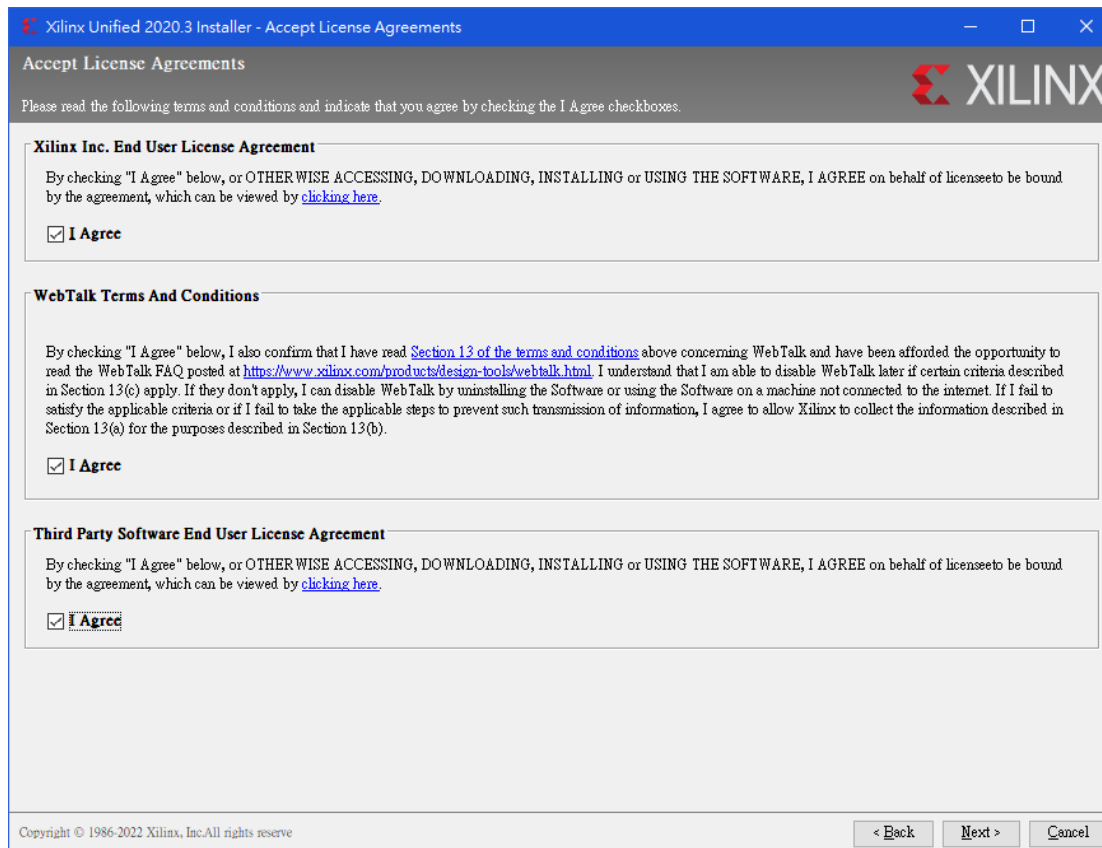 Xilinx Unified 2020.3 Installer - Accept License Agreements
Accept License Agreements
XILINX
Please read the following terms and conditions and indicate that you agree by checking the I Agree checkboxes.
Xilinx Inc. End User License Agreement
By checking "I Agree" below, or OTHERWISE ACCESSING, DOWNLOADING, INSTALLING or USING THE SOFTWARE, I AGREE on behalf of licenseeto be bound
by the agreement, which can be viewed by clicking here.
I Agree
WebTalk Terms And Conditions
By checking "I Agree" below, I also confirm that I have read Section 13 of the terms and conditions above concerning WebTalk and have been afforded the opportunity to
read the WebTalk FAQ posted at https://www.xilinx.com/products/design-tools/webtalk.html. I understand that I am able to disable WebTalk later if certain criteria described
in Section 13(c) apply. If they don't apply, I can disable WebTalk by uninstalling the Software or using the Software on a machine not connected to the internet. If I fail to
satisfy the applicable criteria or if I fail to take the applicable steps to prevent such transmission of information, I agree to allow Xilinx to collect the information described in
Section 13(a) for the purposes described in Section 13(b).
I Agree
Third Party Software End User License Agreement
By checking "I Agree" below, or OTHERWISE ACCESSING, DOWNLOADING, INSTALLING or USING THE SOFTWARE, I AGREE on behalf of licenseeto be bound
by the agreement, which can be viewed by clicking here.
I Agree
Copyright © 1986-2022 Xilinx, Inc.All rights reserve
< Back Next > Cancel